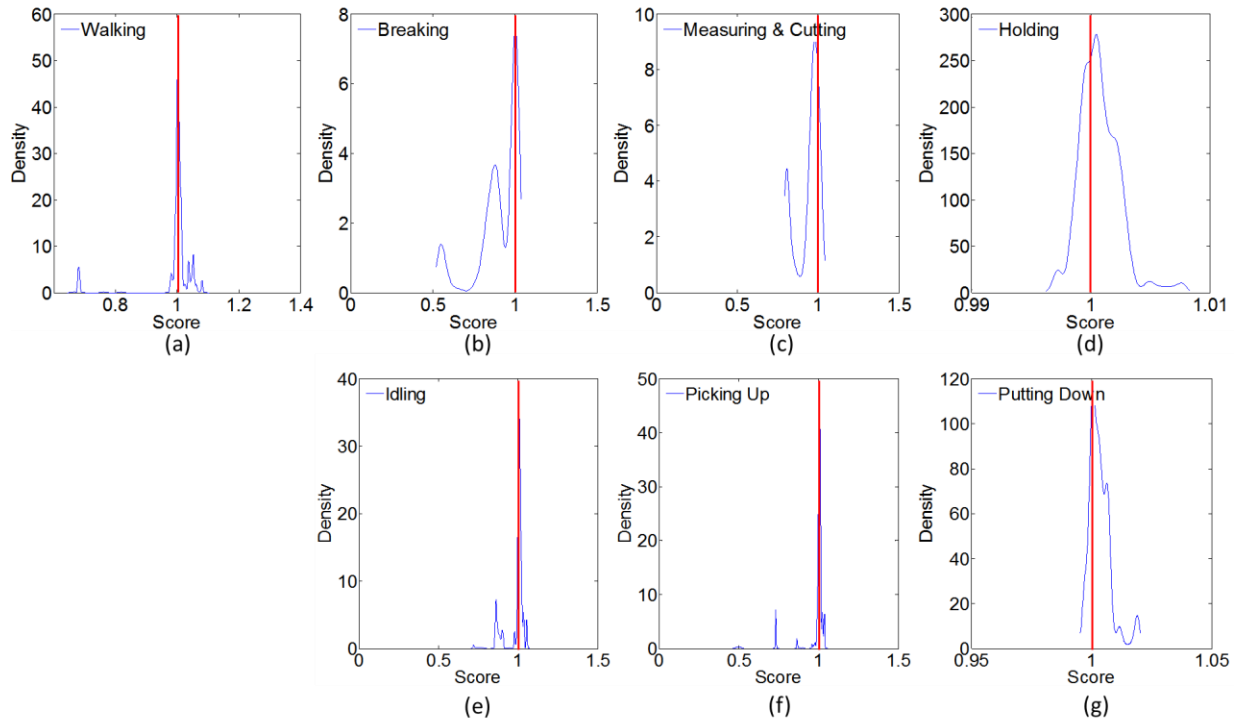 60
50
40
30
20
10
0
0.8
1
1.2
1.4
Walking
Density
Score
(a)
8
6
4
2
0
0
0.5
1
1.5
Breaking
Density
Score
(b)
10
8
6
4
2
0
0
0.5
1
1.5
Measuring & Cutting
Density
Score
(c)
300
250
200
150
100
50
0
0.99
1
1.01
Holding
Density
Score
(d)
40
30
20
10
0
0
0.5
1
1.5
Idling
Density
Score
(e)
50
40
30
20
10
0
0
0.5
1
1.5
Picking Up
Density
Score
(f)
120
100
80
60
40
20
0
0.95
1
1.05
Putting Down
Density
Score
(g)